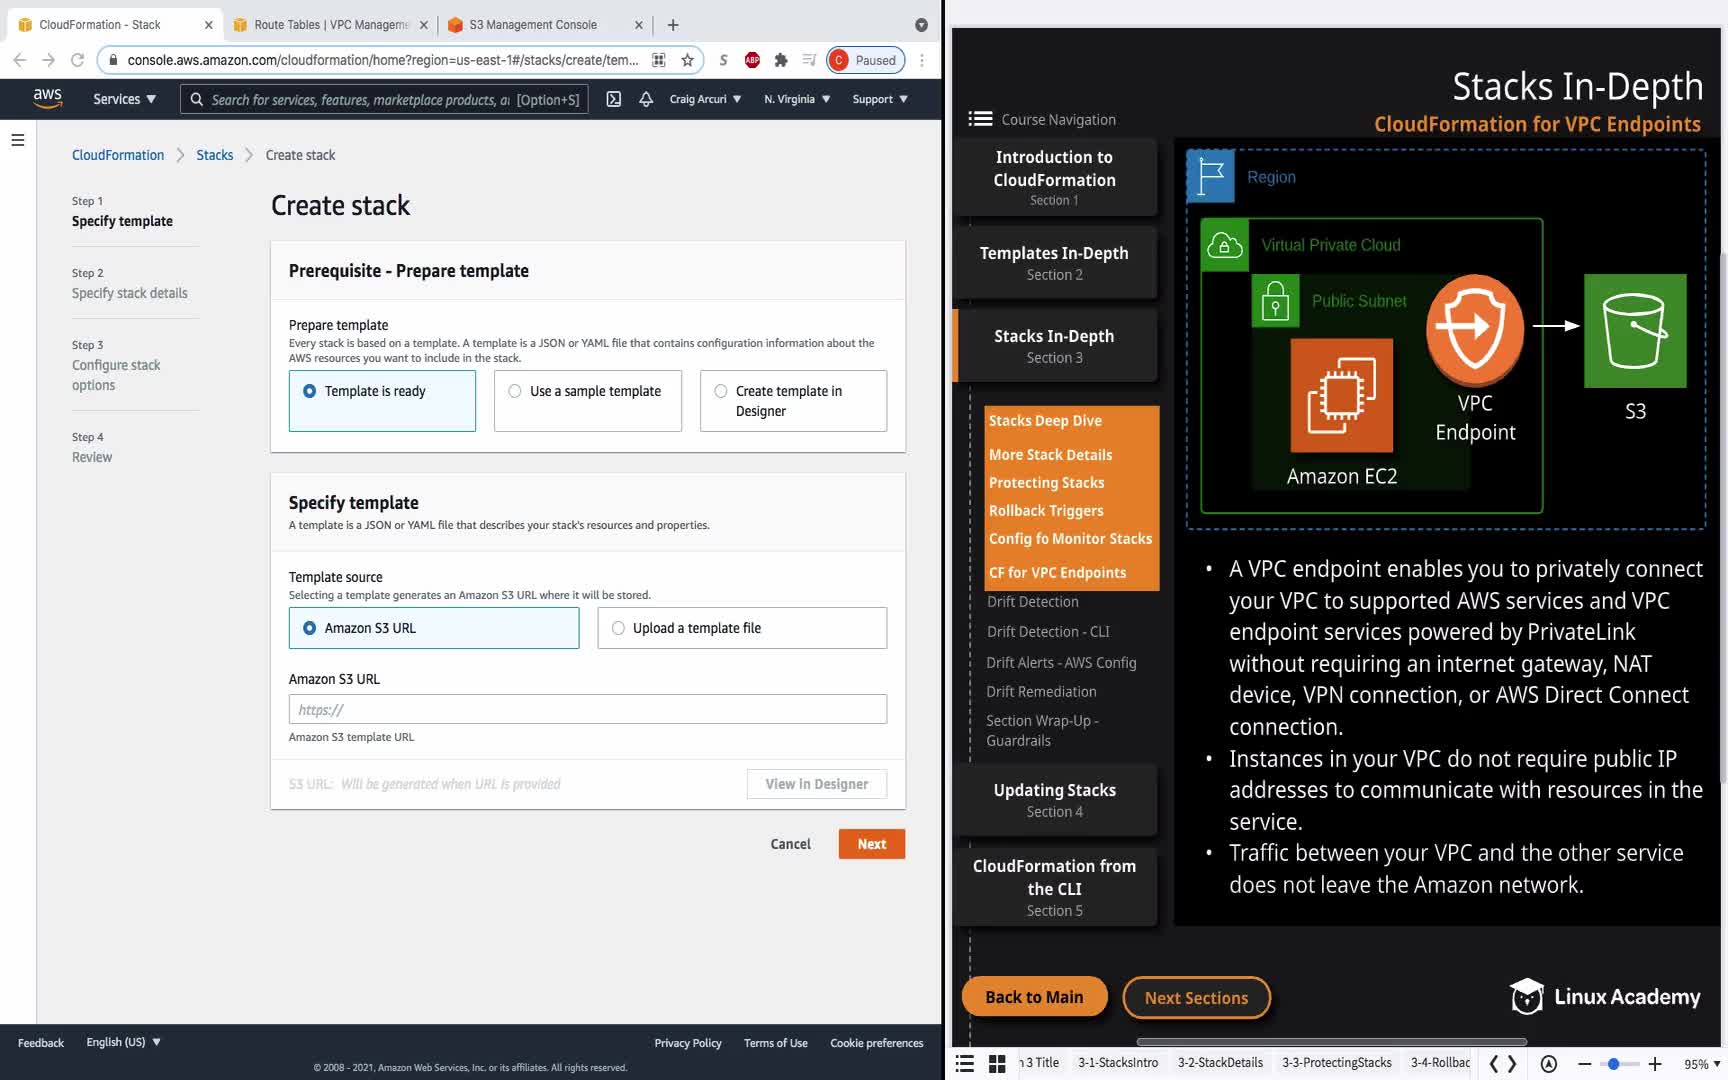 CloudFormation - Stack
Route Tables | VPC Manageme
S3 Management Console
console.aws.amazon.com/cloudformation/home?region=us-east-1#/stacks/create/tem...
S
ABP
C Paused
aws
Services
Search for services, features, marketplace products, a [Option+S]
Craig Arcuri
N. Virginia
Support
CloudFormation
Stacks
Create stack
Step 1
Specify template
Step 2
Specify stack details
Step 3
Configure stack
options
Step 4
Review
Create stack
Prerequisite - Prepare template
Prepare template
Every stack is based on a template. A template is a JSON or YAML file that contains configuration information about the
AWS resources you want to include in the stack.
Template is ready
Use a sample template
Create template in
Designer
Specify template
A template is a JSON or YAML file that describes your stack's resources and properties.
Template source
Selecting a template generates an Amazon S3 URL where it will be stored.
Amazon S3 URL
Upload a template file
Amazon S3 URL
https://
Amazon S3 template URL
S3 URL: Will be generated when URL is provided
View in Designer
Cancel
Next
Feedback
English (US)
Privacy Policy
Terms of Use
Cookie preferences
© 2008 - 2021, Amazon Web Services, Inc. or its affiliates. All rights reserved.
Stacks In-Depth
CloudFormation for VPC Endpoints
Course Navigation
Introduction to
CloudFormation
Section 1
Templates In-Depth
Section 2
Stacks In-Depth
Section 3
Stacks Deep Dive
More Stack Details
Protecting Stacks
Rollback Triggers
Config fo Monitor Stacks
CF for VPC Endpoints
Drift Detection
Drift Detection - CLI
Drift Alerts - AWS Config
Drift Remediation
Section Wrap-Up -
Guardrails
Updating Stacks
Section 4
CloudFormation from
the CLI
Section 5
Region
Virtual Private Cloud
Public Subnet
Amazon EC2
VPC
Endpoint
S3
• A VPC endpoint enables you to privately connect
your VPC to supported AWS services and VPC
endpoint services powered by PrivateLink
without requiring an internet gateway, NAT
device, VPN connection, or AWS Direct Connect
connection.
• Instances in your VPC do not require public IP
addresses to communicate with resources in the
service.
• Traffic between your VPC and the other service
does not leave the Amazon network.
Back to Main
Next Sections
Linux Academy
3 Title
3-1-StacksIntro
3-2-StackDetails
3-3-ProtectingStacks
3-4-Rollbac
95%